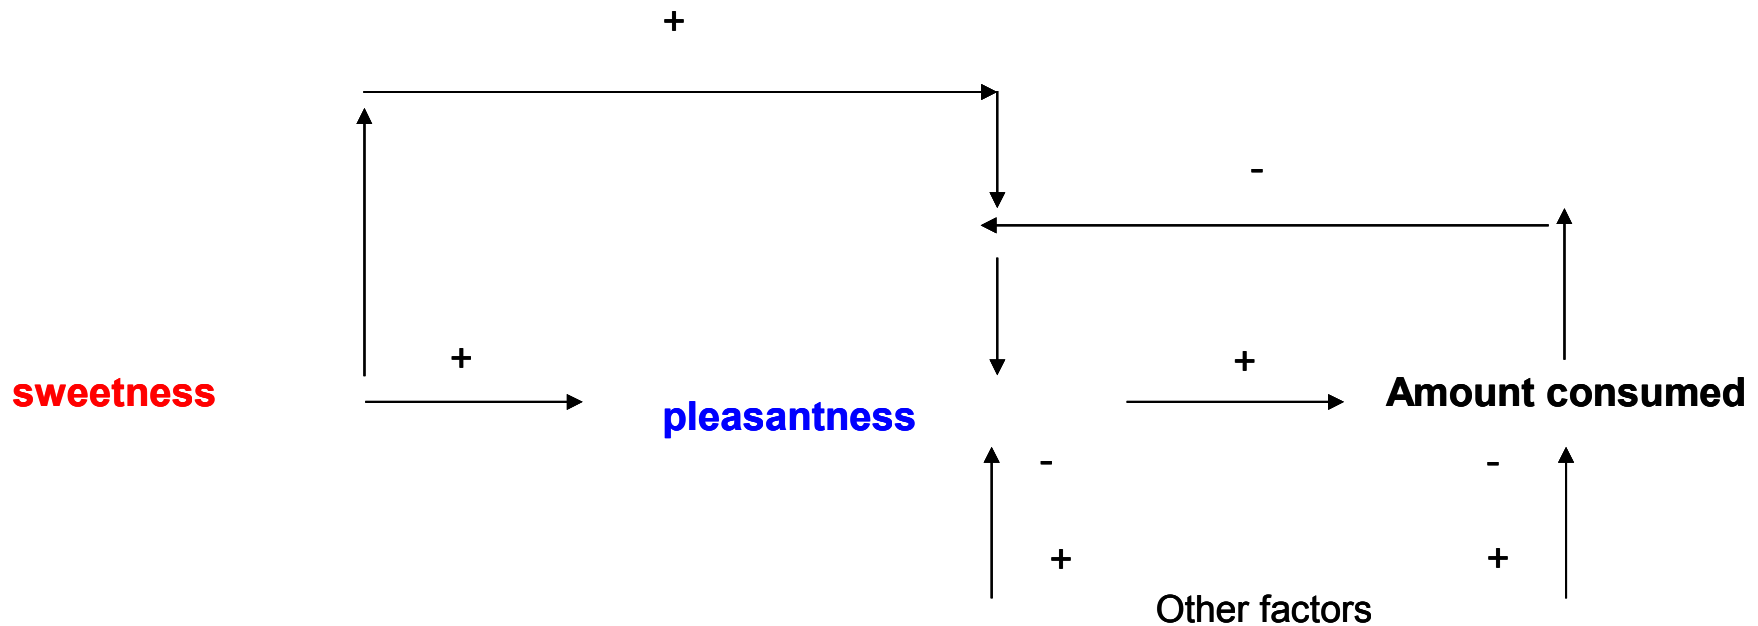 +
-
+
+
sweetness
Amount consumed
pleasantness
-
-
+
+
Other factors